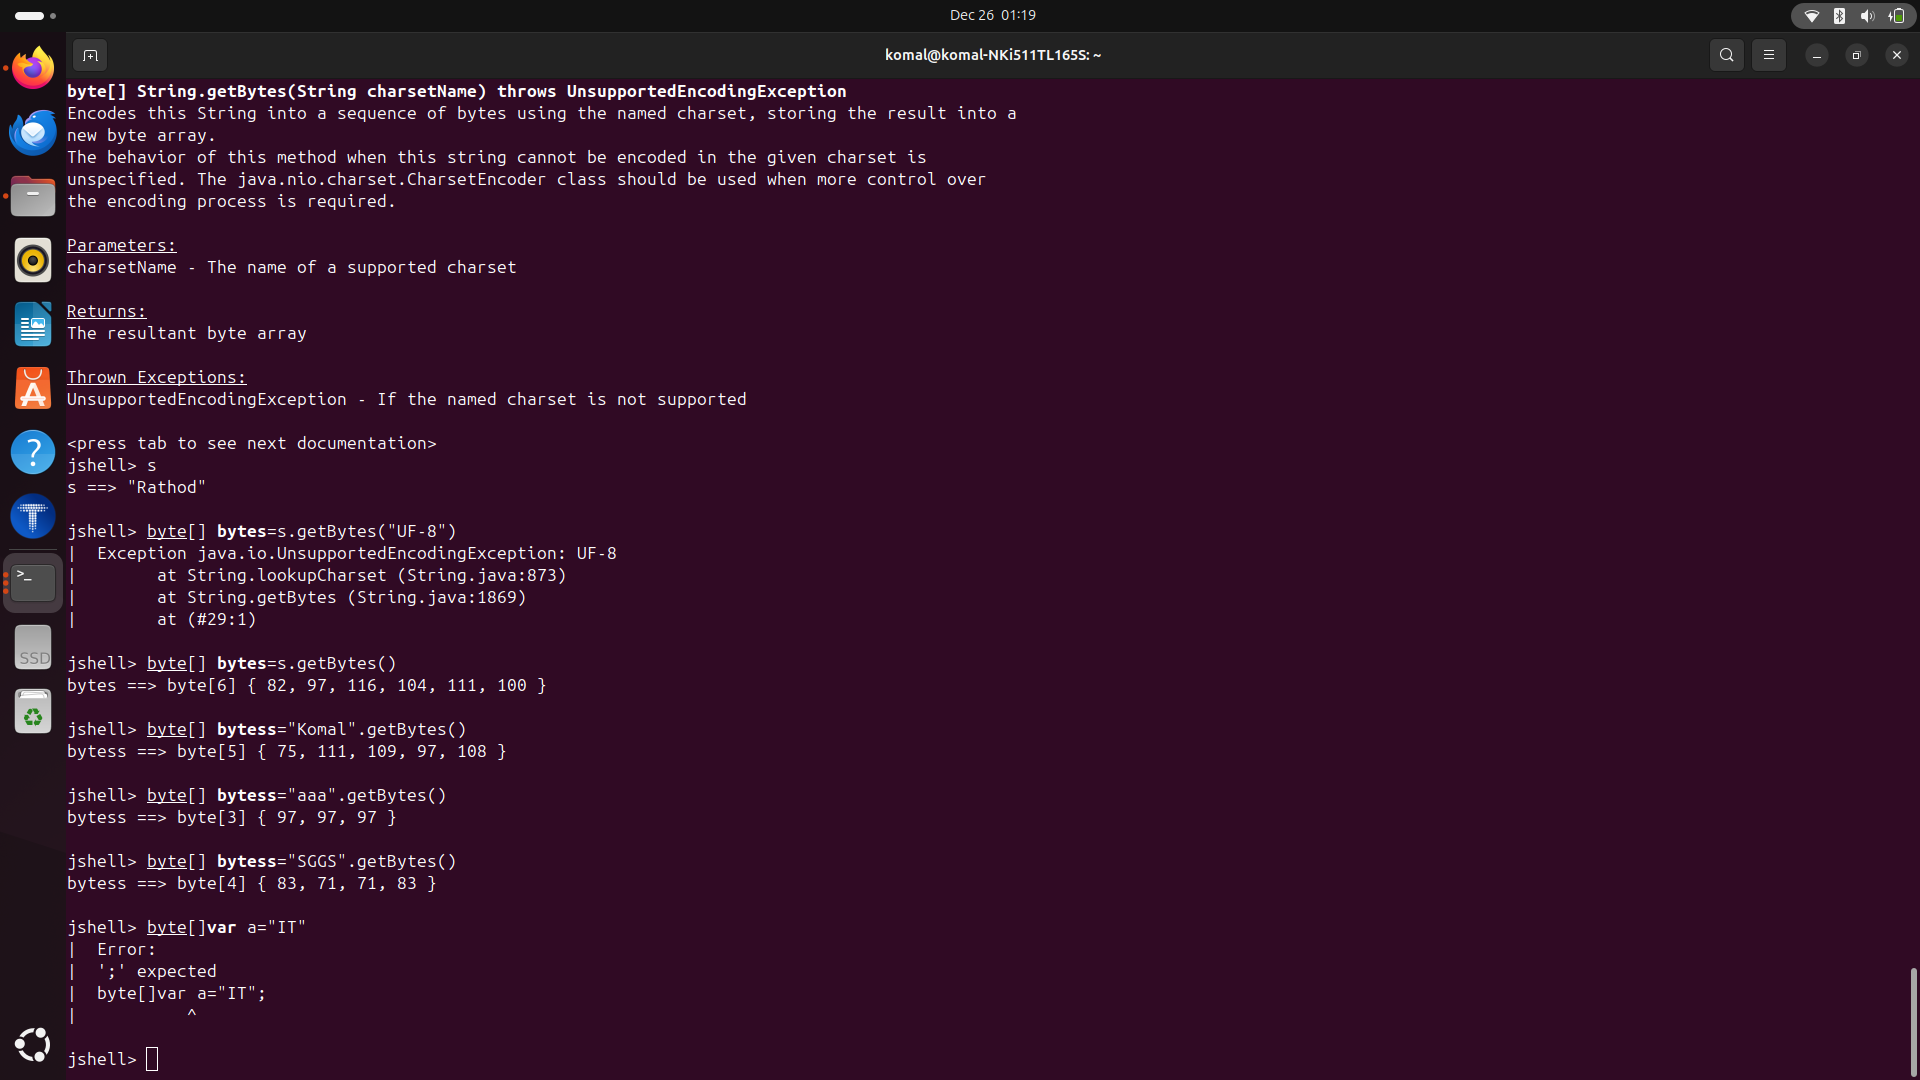 Dec 26 01:19
komal@komal-NKi511TL165S: ~
byte[] String.getBytes(String charsetName) throws UnsupportedEncodingException
Encodes this String into a sequence of bytes using the named charset, storing the result into a
new byte array.
The behavior of this method when this string cannot be encoded in the given charset is
unspecified. The java.nio.charset.CharsetEncoder class should be used when more control over
the encoding process is required.
Parameters:
charsetName - The name of a supported charset
Returns:
The resultant byte array
Thrown Exceptions:
UnsupportedEncodingException - If the named charset is not supported
<press tab to see next documentation>
jshell> s
s ==> "Rathod"
jshell> byte[] bytes=s.getBytes("UF-8")
|  Exception java.io.UnsupportedEncodingException: UF-8
|        at String.lookupCharset (String.java:873)
|        at String.getBytes (String.java:1869)
|        at (#29:1)
jshell> byte[] bytes=s.getBytes()
bytes ==> byte[6] { 82, 97, 116, 104, 111, 100 }
jshell> byte[] bytess="Komal".getBytes()
bytess ==> byte[5] { 75, 111, 109, 97, 108 }
jshell> byte[] bytess="aaa".getBytes()
bytess ==> byte[3] { 97, 97, 97 }
jshell> byte[] bytess="SGGS".getBytes()
bytess ==> byte[4] { 83, 71, 71, 83 }
jshell> byte[]var a="IT"
|  Error:
|  ';' expected
|  byte[]var a="IT";
|           ^
jshell>
SSD